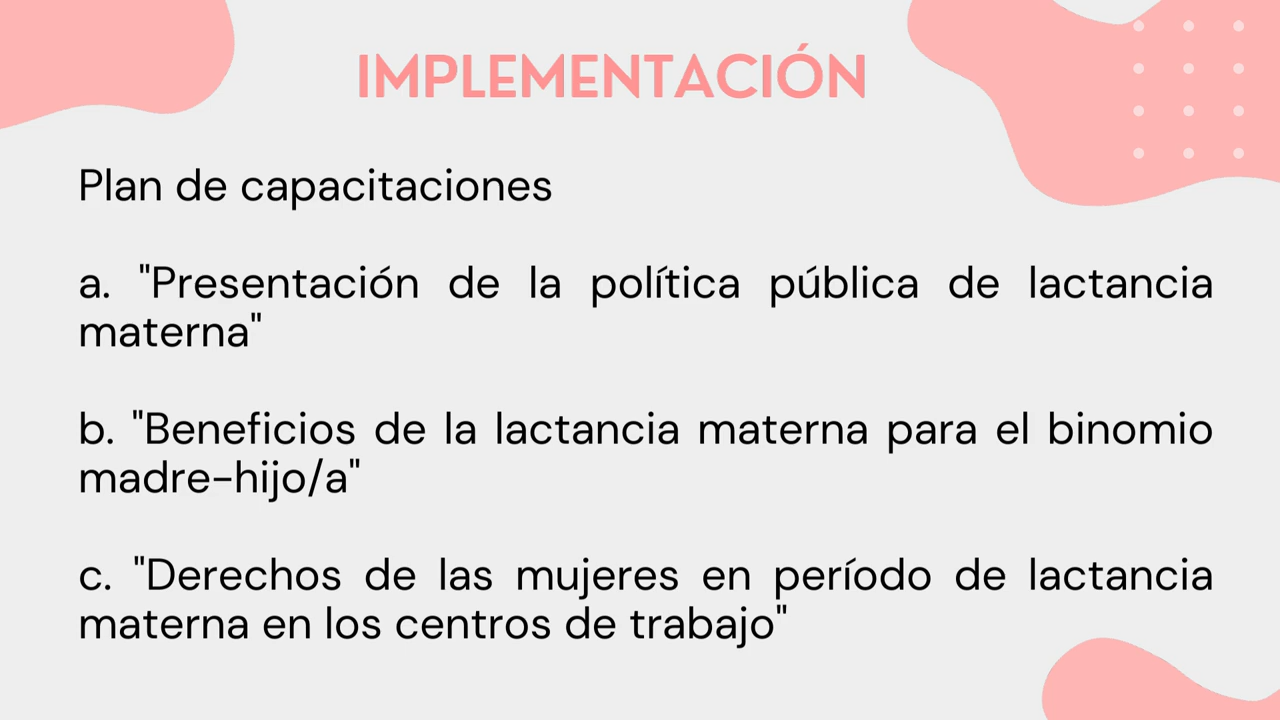 IMPLEMENTACIÓN
Plan de capacitaciones
a. "Presentación de la política pública de lactancia
materna"
b. "Beneficios de la lactancia materna para el binomio
madre-hijo/a"
c. "Derechos de las mujeres en período de lactancia
materna en los centros de trabajo"